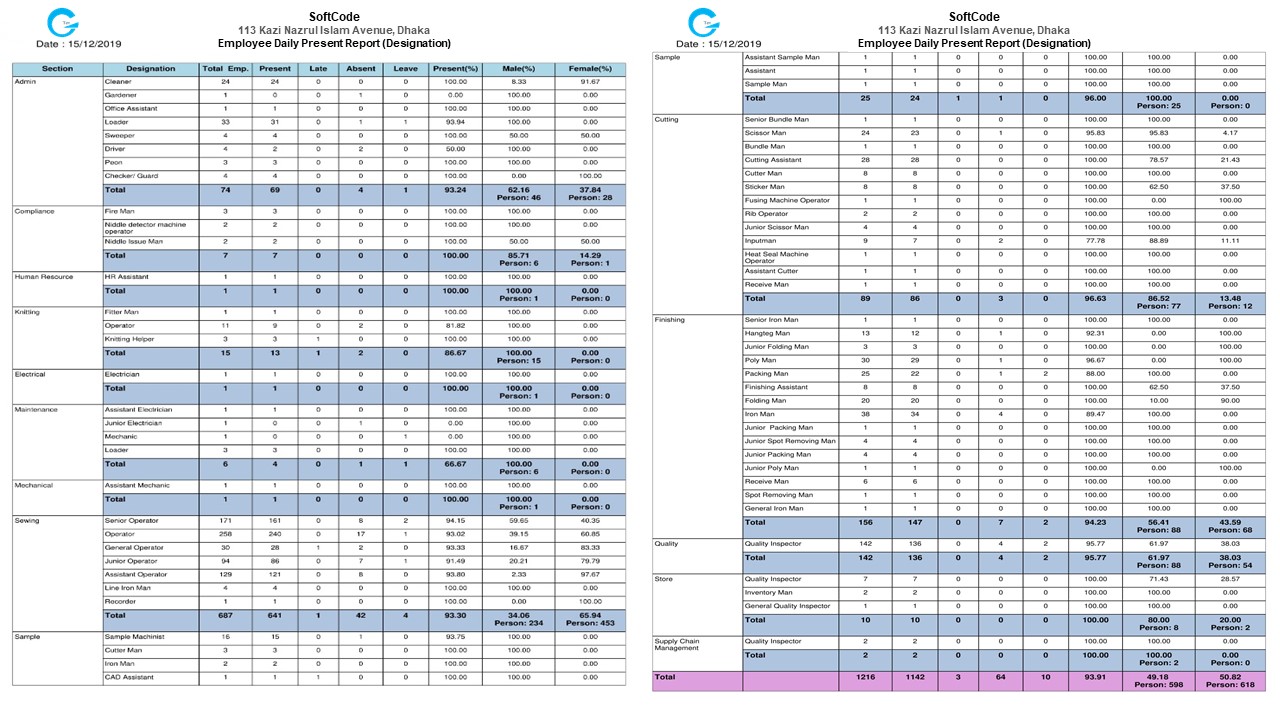 SoftCode
113 Kazi Nazrul Islam Avenue, Dhaka
Date : 15/12/2019
Employee Daily Present Report (Designation)
Section Designation Total Emp. Present Late Absent Leave Present(%) Male(%) Female(%)
Admin Cleaner 24 24 0 0 0 100.00 8.33 91.67
Gardener 1 0 0 1 0 0.00 100.00 0.00
Office Assistant 1 1 0 0 0 100.00 100.00 0.00
Loader 33 31 0 1 1 93.94 100.00 0.00
Sweeper 4 4 0 0 0 100.00 50.00 50.00
Driver 4 2 0 2 0 50.00 100.00 0.00
Peon 3 3 0 0 0 100.00 100.00 0.00
Checker/ Guard 4 4 0 0 0 100.00 0.00 100.00
Total 74 69 0 4 1 93.24 62.16 37.84
Person: 46 Person: 28
Compliance Fire Man 3 3 0 0 0 100.00 100.00 0.00
Niddle detector machine 2 2 0 0 0 100.00 100.00 0.00
operator
Niddle Issue Man 2 2 0 0 0 100.00 50.00 50.00
Total 7 7 0 0 0 100.00 85.71 14.29
Person: 6 Person: 1
Human Resource HR Assistant 1 1 0 0 0 100.00 100.00 0.00
Total 1 1 0 0 0 100.00 100.00 0.00
Person: 1 Person: 0
Knitting Fitter Man 1 1 0 0 0 100.00 100.00 0.00
Operator 11 9 0 2 0 81.82 100.00 0.00
Knitting Helper 3 3 1 0 0 100.00 100.00 0.00
Total 15 13 1 2 0 86.67 100.00 0.00
Person: 15 Person: 0
Electrical Electrician 1 1 0 0 0 100.00 100.00 0.00
Total 1 1 0 0 0 100.00 100.00 0.00
Person: 1 Person: 0
Maintenance Assistant Electrician 1 1 0 0 0 100.00 100.00 0.00
Junior Electrician 1 0 0 1 0 0.00 100.00 0.00
Mechanic 1 0 0 0 1 0.00 100.00 0.00
Loader 3 3 0 0 0 100.00 100.00 0.00
Total 6 4 0 1 1 66.67 100.00 0.00
Person: 6 Person: 0
Mechanical Assistant Mechanic 1 1 0 0 0 100.00 100.00 0.00
Total 1 1 0 0 0 100.00 100.00 0.00
Person: 1 Person: 0
Sewing Senior Operator 171 161 0 8 2 94.15 59.65 40.35
Operator 258 240 0 17 1 93.02 39.15 60.85
General Operator 30 28 1 2 0 93.33 16.67 83.33
Junior Operator 94 86 0 7 1 91.49 20.21 79.79
Assistant Operator 129 121 0 8 0 93.80 2.33 97.67
Line Iron Man 4 4 0 0 0 100.00 100.00 0.00
Recorder 1 1 0 0 0 100.00 0.00 100.00
Total 687 641 1 42 4 93.30 34.06 65.94
Person: 234 Person: 453
Sample Sample Machinist 16 15 0 1 0 93.75 100.00 0.00
Cutter Man 3 3 0 0 0 100.00 100.00 0.00
Iron Man 2 2 0 0 0 100.00 100.00 0.00
CAD Assistant 1 1 1 0 0 100.00 100.00 0.00
SoftCode
113 Kazi Nazrul Islam Avenue, Dhaka
Date : 15/12/2019
Employee Daily Present Report (Designation)
Sample Assistant Sample Man 1 1 0 0 0 100.00 100.00 0.00
Assistant 1 1 0 0 0 100.00 100.00 0.00
Sample Man 1 1 0 0 0 100.00 100.00 0.00
Total 25 24 1 1 0 96.00 100.00 0.00
Person: 25 Person: 0
Cutting Senior Bundle Man 1 1 0 0 0 100.00 100.00 0.00
Scissor Man 24 23 0 1 0 95.83 95.83 4.17
Bundle Man 1 1 0 0 0 100.00 100.00 0.00
Cutting Assistant 28 28 0 0 0 100.00 78.57 21.43
Cutter Man 8 8 0 0 0 100.00 100.00 0.00
Sticker Man 8 8 0 0 0 100.00 62.50 37.50
Fusing Machine Operator 1 1 0 0 0 100.00 0.00 100.00
Rib Operator 2 2 0 0 0 100.00 100.00 0.00
Junior Scissor Man 4 4 0 0 0 100.00 100.00 0.00
Inputman 9 7 0 2 0 77.78 88.89 11.11
Heat Seal Machine 1 1 0 0 0 100.00 100.00 0.00
Operator
Assistant Cutter 1 1 0 0 0 100.00 100.00 0.00
Receive Man 1 1 0 0 0 100.00 100.00 0.00
Total 89 86 0 3 0 96.63 86.52 13.48
Person: 77 Person: 12
Finishing Senior Iron Man 1 1 0 0 0 100.00 100.00 0.00
Hangteg Man 13 12 0 1 0 92.31 0.00 100.00
Junior Folding Man 3 3 0 0 0 100.00 0.00 100.00
Poly Man 30 29 0 1 0 96.67 0.00 100.00
Packing Man 25 22 0 1 2 88.00 100.00 0.00
Finishing Assistant 8 8 0 0 0 100.00 62.50 37.50
Folding Man 20 20 0 0 0 100.00 10.00 90.00
Iron Man 38 34 0 4 0 89.47 100.00 0.00
Junior Packing Man 1 1 0 0 0 100.00 100.00 0.00
Junior Spot Removing Man 4 4 0 0 0 100.00 100.00 0.00
Junior Packing Man 4 4 0 0 0 100.00 100.00 0.00
Junior Poly Man 1 1 0 0 0 100.00 0.00 100.00
Receive Man 6 6 0 0 0 100.00 100.00 0.00
Spot Removing Man 1 1 0 0 0 100.00 100.00 0.00
General Iron Man 1 1 0 0 0 100.00 100.00 0.00
Total 156 147 0 7 2 94.23 56.41 43.59
Person: 88 Person: 68
Quality Quality Inspector 142 136 0 4 2 95.77 61.97 38.03
Total 142 136 0 4 2 95.77 61.97 38.03
Person: 88 Person: 54
Store Quality Inspector 7 7 0 0 0 100.00 71.43 28.57
Inventory Man 2 2 0 0 0 100.00 100.00 0.00
General Quality Inspector 1 1 0 0 0 100.00 100.00 0.00
Total 10 10 0 0 0 100.00 80.00 20.00
Person: 8 Person: 2
Supply Chain Quality Inspector 2 2 0 0 0 100.00 100.00 0.00
Management
Total 2 2 0 0 0 100.00 100.00 0.00
Person: 2 Person: 0
Total 1216 1142 3 64 10 93.91 49.18 50.82
Person: 598 Person: 618